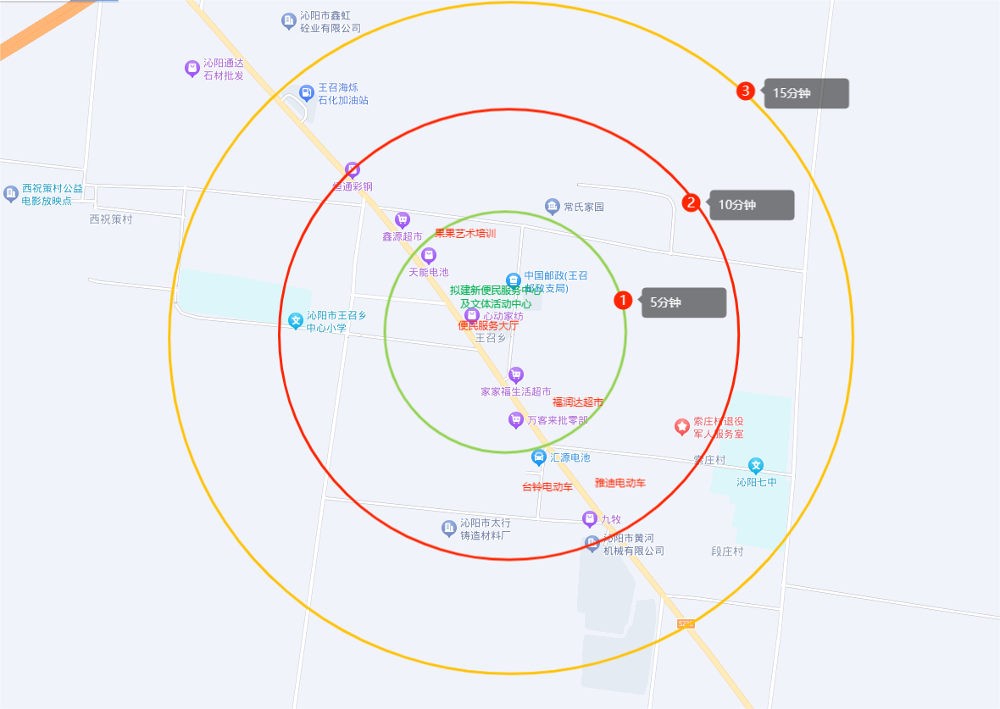 沁阳市鑫虹
砼业有限公司
沁阳通达
石材批发
王召海烁
石化加油站
3
15分钟
恒通彩钢
西祝策村公益
电影放映点
西祝策村
2
10分钟
常氏家园
鑫源超市
果果艺术培训
天能电池
中国邮政(王召
邮政支局)
拟建新便民服务中心
及文体活动中心
1
5分钟
心动家纺
便民服务大厅
王召乡
沁阳市王召乡
中心小学
家家福生活超市
福润达超市
万客来批零部
索庄村退役
军人服务室
汇源电池
索庄村
沁阳七中
台铃电动车
雅迪电动车
九牧
沁阳市太行
铸造材料厂
沁阳市黄河
机械有限公司
段庄村